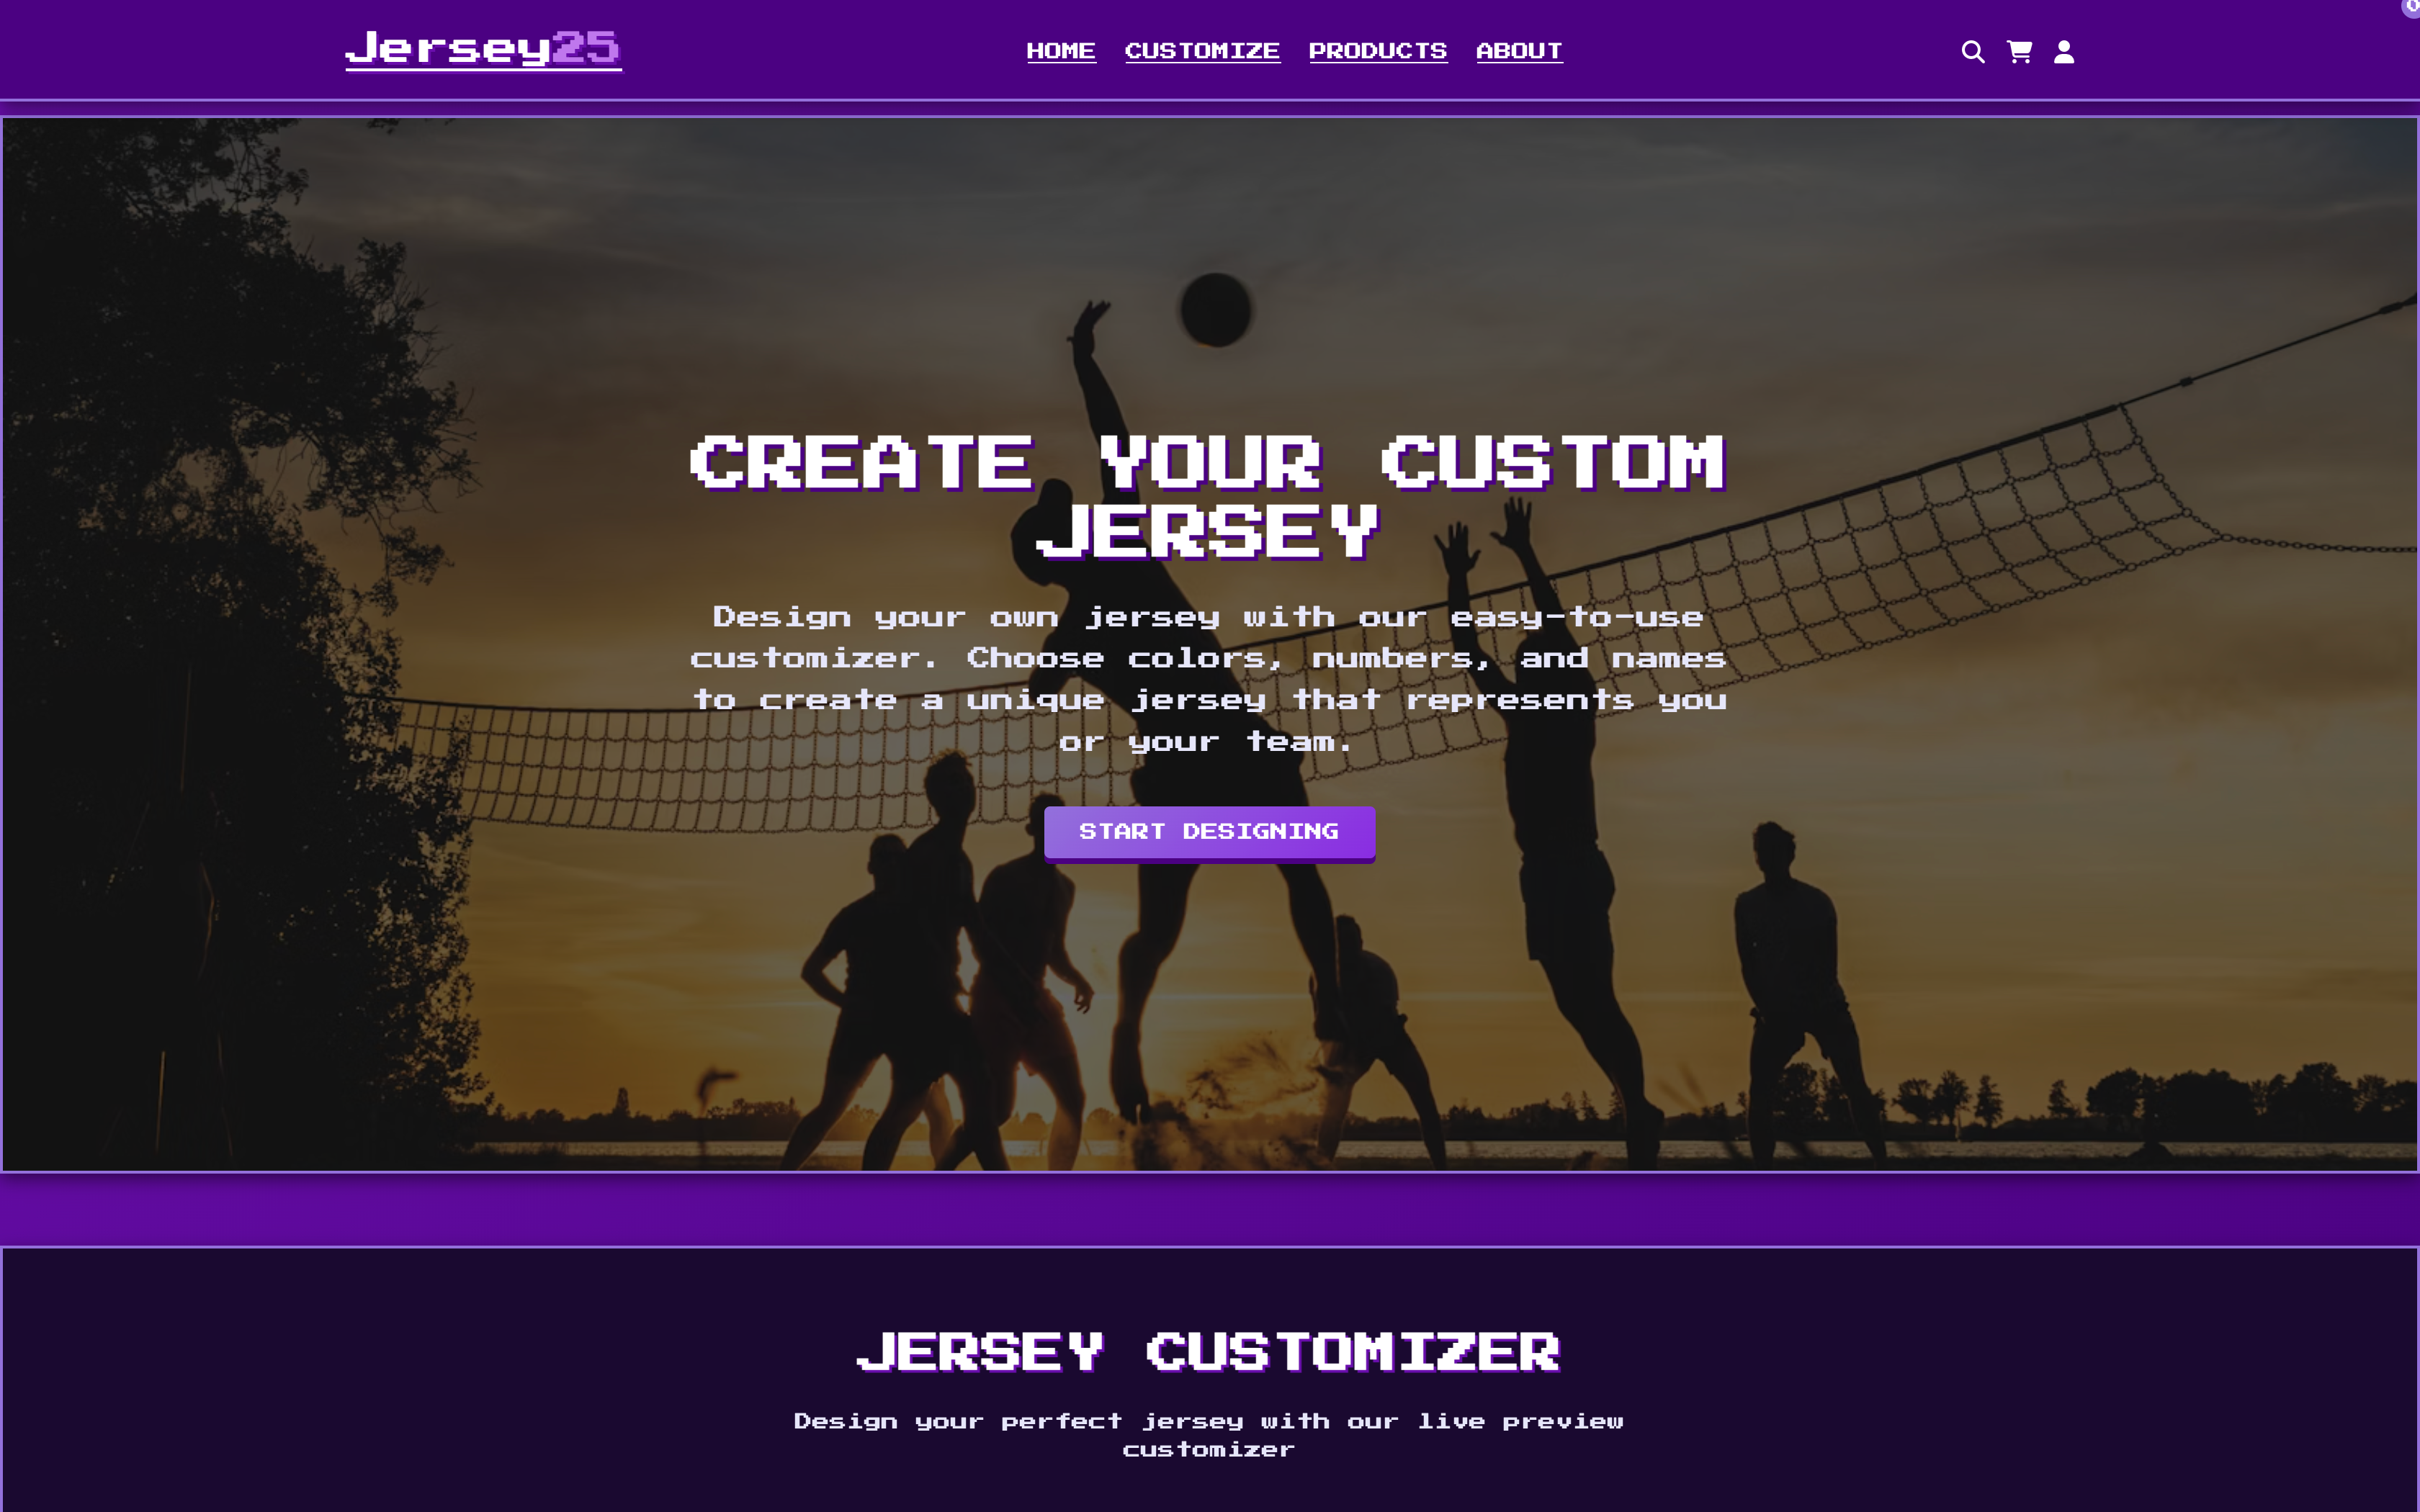 Jersey25
HOME CUSTOMIZE PRODUCTS ABOUT
CREATE YOUR CUSTOM
JERSEY
Design your own jersey with our easy-to-use
customizer. Choose colors, numbers, and names
to create a unique jersey that represents you
or your team.
START DESIGNING
JERSEY CUSTOMIZER
Design your perfect jersey with our live preview
customizer